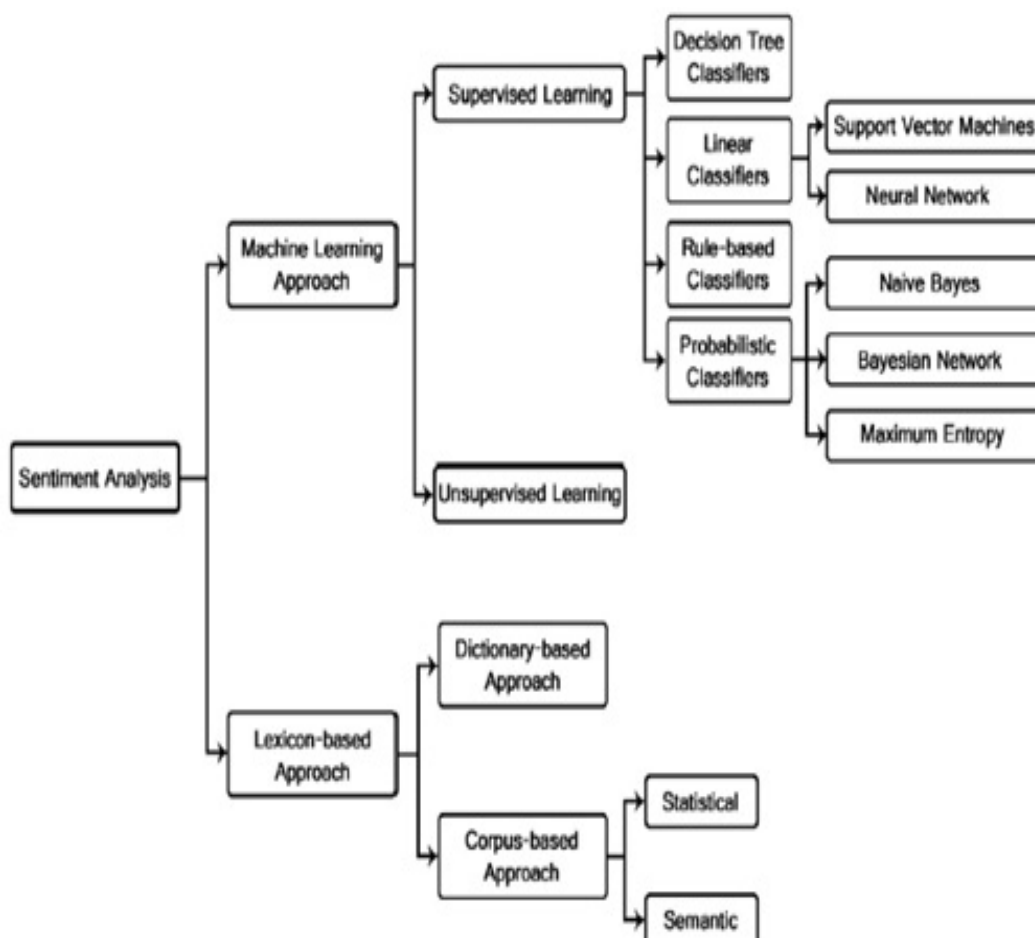 Decision Tree
Classifiers
Supervised Learning
Support Vector Machines
Linear
Classifiers
Neural Network
Machine Learning
Approach
Rule-based
Classifiers
Naive Bayes
Probabilistic
Classifiers
Bayesian Network
Maximum Entropy
Sentiment Analysis
Unsupervised Learning
Dictionary-based
Approach
Lexicon-based
Approach
Statistical
Corpus-based
Approach
Semantic